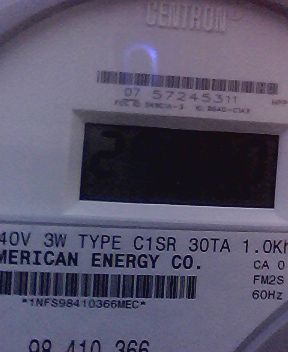 CENTRON
07 57245311
40V 3W TYPE C1SR 30TA 1.0Kh
MERICAN ENERGY CO.
CA 0
FM2S
*1NFS98410366MEC*
60Hz
98 410 366